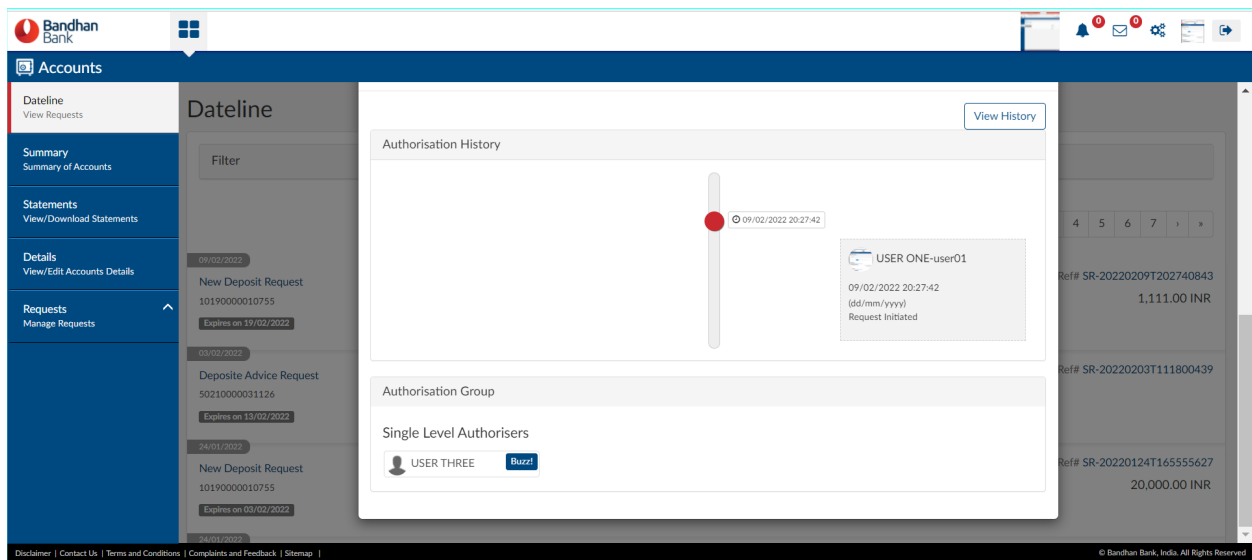 Bandhan
Bank
0
0
Accounts
Dateline
View Requests
Summary
Summary of Accounts
Statements
View/Download Statements
Details
View/Edit Accounts Details
Requests
Manage Requests
Dateline
Filter
4 5 6 7 › »
09/02/2022
New Deposit Request
10190000010755
Expires on 19/02/2022
Ref# SR-20220209T202740843
1,111.00 INR
03/02/2022
Deposite Advice Request
50210000031126
Expires on 13/02/2022
Ref# SR-20220203T111800439
24/01/2022
New Deposit Request
10190000010755
Expires on 03/02/2022
Ref# SR-20220124T165555627
20,000.00 INR
24/01/2022
View History
Authorisation History
09/02/2022 20:27:42
USER ONE-user01
09/02/2022 20:27:42
(dd/mm/yyyy)
Request Initiated
Authorisation Group
Single Level Authorisers
USER THREE Buzz!
Disclaimer | Contact Us | Terms and Conditions | Complaints and Feedback | Sitemap |
© Bandhan Bank, India. All Rights Reserved